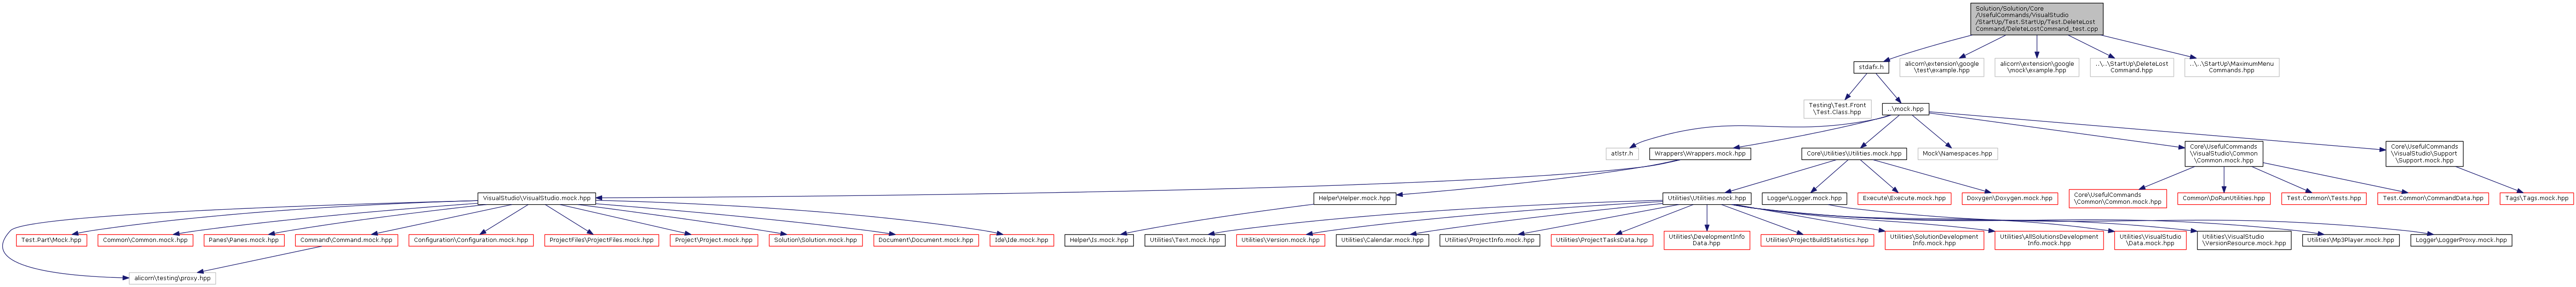 Solution/Solution/Core
/UsefulCommands/VisualStudio
/StartUp/Test.StartUp/Test.DeleteLost
Command/DeleteLostCommand_test.cpp
stdafx.h
alicorn\extension\google
\test\example.hpp
alicorn\extension\google
\mock\example.hpp
..\..\StartUp\DeleteLost
Command.hpp
..\..\StartUp\MaximumMenu
Commands.hpp
Testing\Test.Front
\Test.Class.hpp
..\mock.hpp
atlstr.h
Wrappers\Wrappers.mock.hpp
Core\Utilities\Utilities.mock.hpp
Mock\Namespaces.hpp
Core\UsefulCommands
\VisualStudio\Common
\Common.mock.hpp
Core\UsefulCommands
\VisualStudio\Support
\Support.mock.hpp
VisualStudio\VisualStudio.mock.hpp
Helper\Helper.mock.hpp
Utilities\Utilities.mock.hpp
Logger\Logger.mock.hpp
Execute\Execute.mock.hpp
Doxygen\Doxygen.mock.hpp
Core\UsefulCommands
\Common\Common.mock.hpp
Common\DoRunUtilities.hpp
Test.Common\Tests.hpp
Test.Common\CommandData.hpp
Tags\Tags.mock.hpp
Test.Part\Mock.hpp
Common\Common.mock.hpp
Panes\Panes.mock.hpp
Command\Command.mock.hpp
Configuration\Configuration.mock.hpp
ProjectFiles\ProjectFiles.mock.hpp
Project\Project.mock.hpp
Solution\Solution.mock.hpp
Document\Document.mock.hpp
Ide\Ide.mock.hpp
Helper\Is.mock.hpp
Utilities\Text.mock.hpp
Utilities\Version.mock.hpp
Utilities\Calendar.mock.hpp
Utilities\ProjectInfo.mock.hpp
Utilities\ProjectTasksData.hpp
Utilities\DevelopmentInfo
Data.hpp
Utilities\ProjectBuildStatistics.hpp
Utilities\SolutionDevelopment
Info.mock.hpp
Utilities\AllSolutionsDevelopment
Info.mock.hpp
Utilities\VisualStudio
\Data.mock.hpp
Utilities\VisualStudio
\VersionResource.mock.hpp
Utilities\Mp3Player.mock.hpp
Logger\LoggerProxy.mock.hpp
alicorn\testing\proxy.hpp